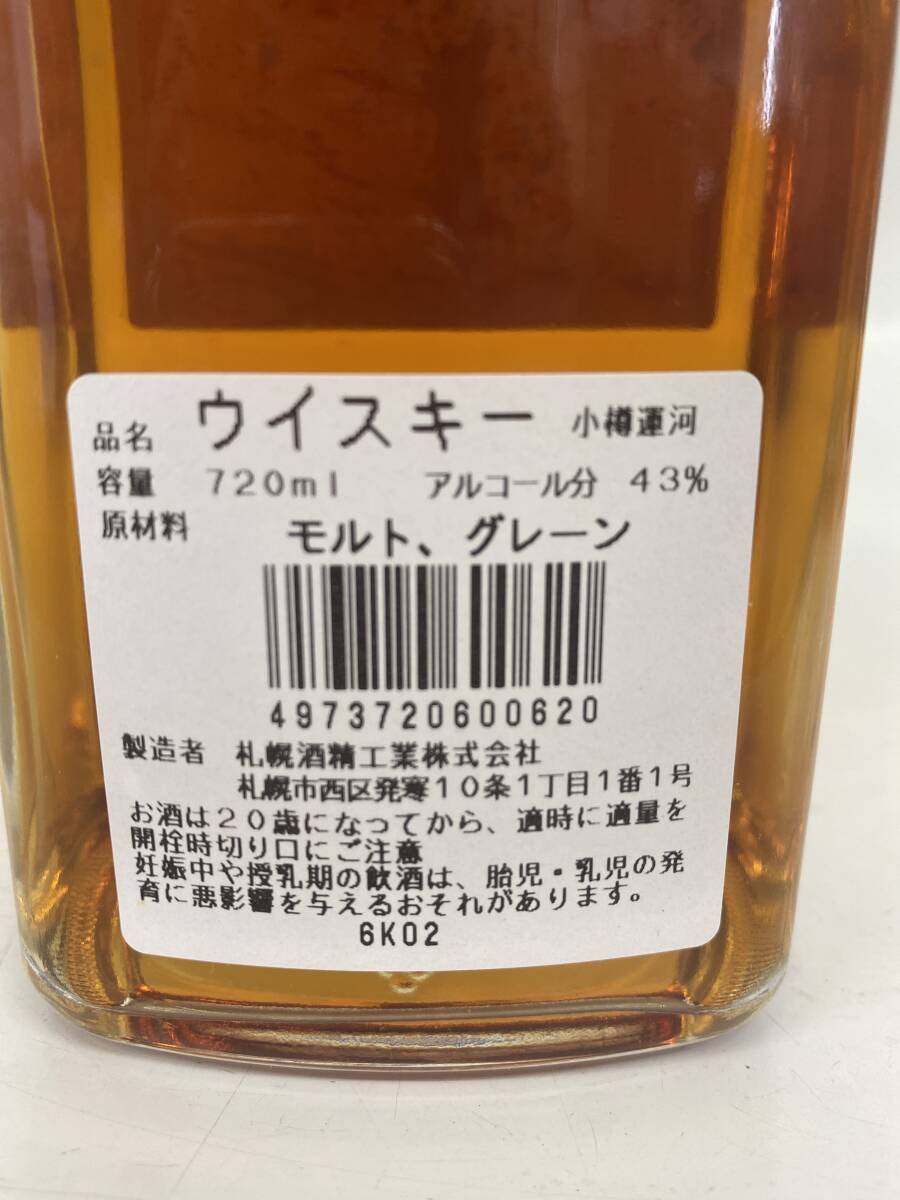 品名 ウイスキー 小樽運河
容量 720ml アルコール分 43%
原材料 モルト、グレーン
4973720600620
製造者 札幌酒精工業株式会社
札幌市西区発寒10条1丁目1番1号
お酒は20歳になってから、適時に適量を
開栓時切り口にご注意
妊娠中や授乳期の飲酒は、胎児・乳児の発
育に悪影響を与えるおそれがあります。
6K02